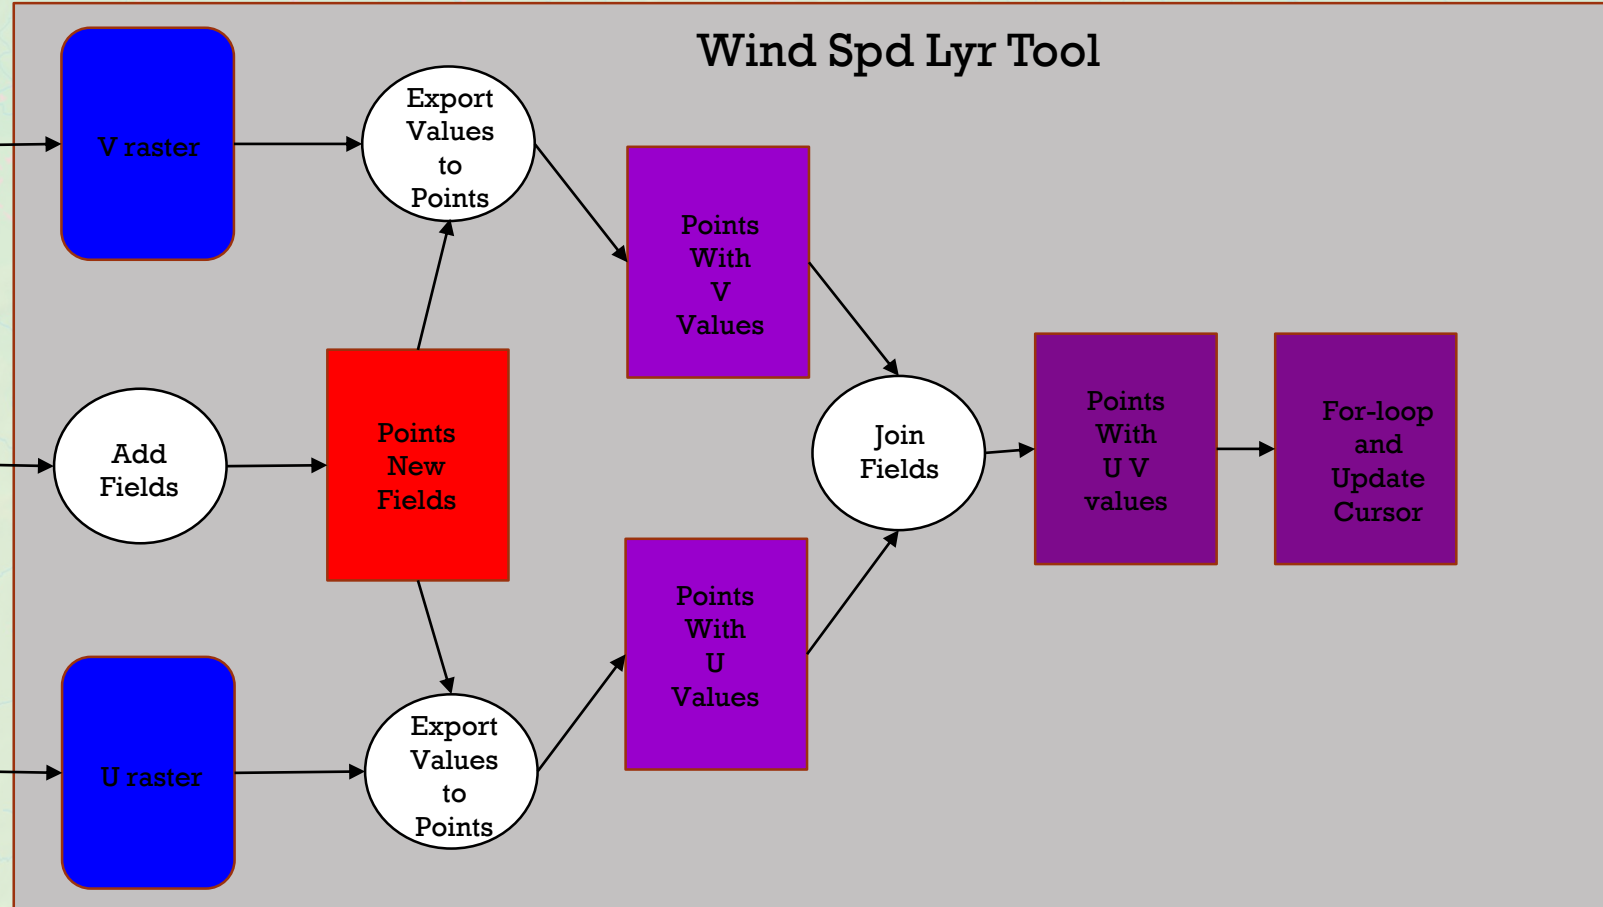 Wind Spd Lyr Tool
V raster
Export
Values
to
Points
Points
With
V
Values
Add
Fields
Points
New
Fields
Join
Fields
Points
With
U V
values
For-loop
and
Update
Cursor
Points
With
U
Values
U raster
Export
Values
to
Points